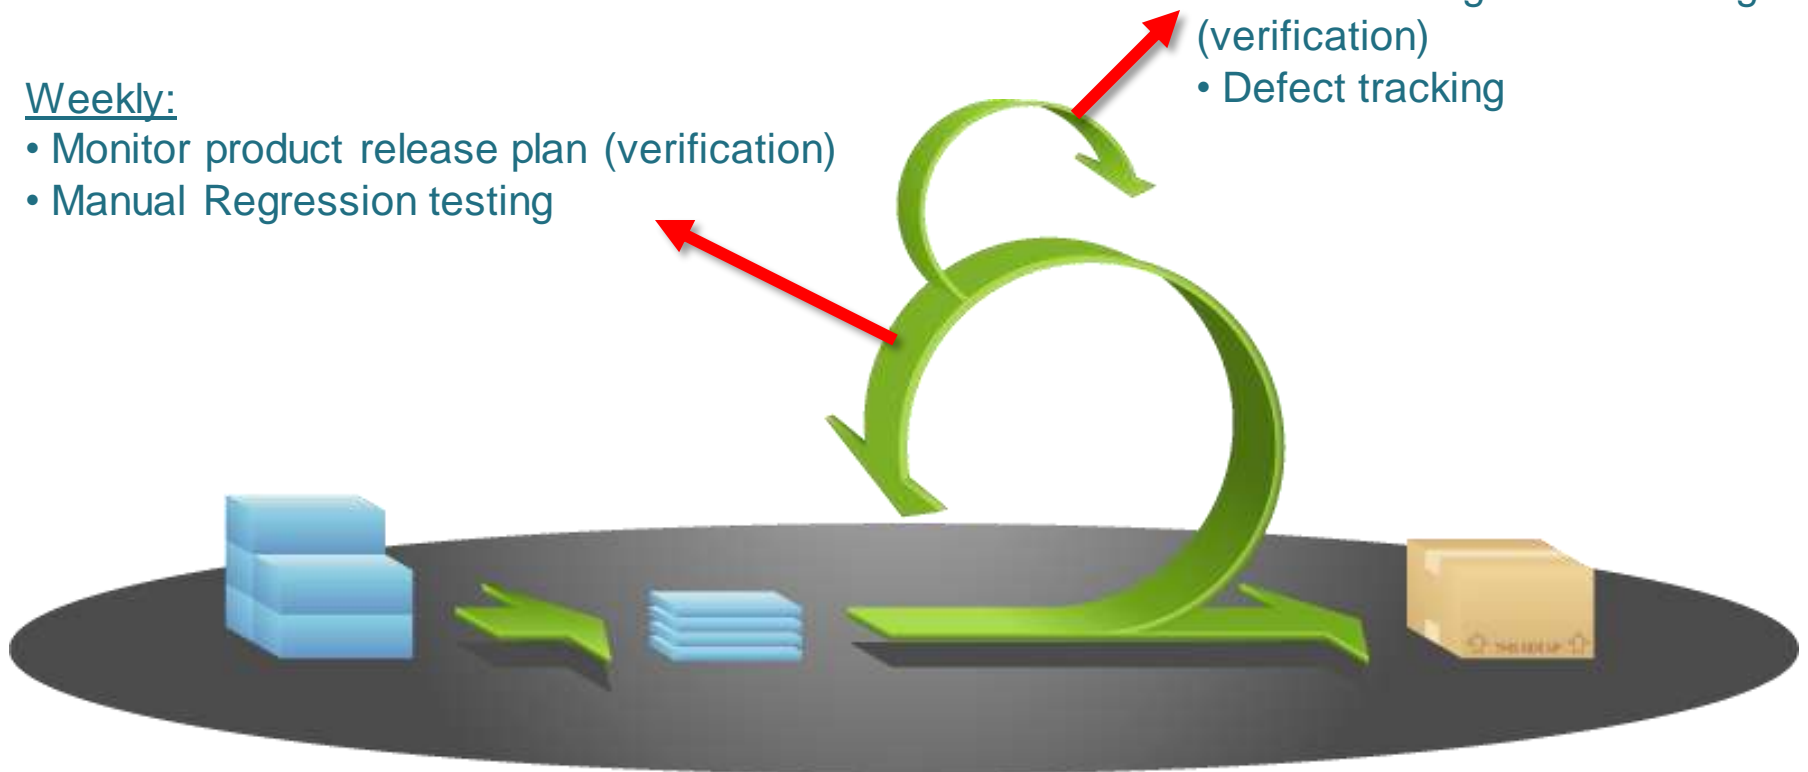 (verification)
• Defect tracking
Weekly:
• Monitor product release plan (verification)
• Manual Regression testing